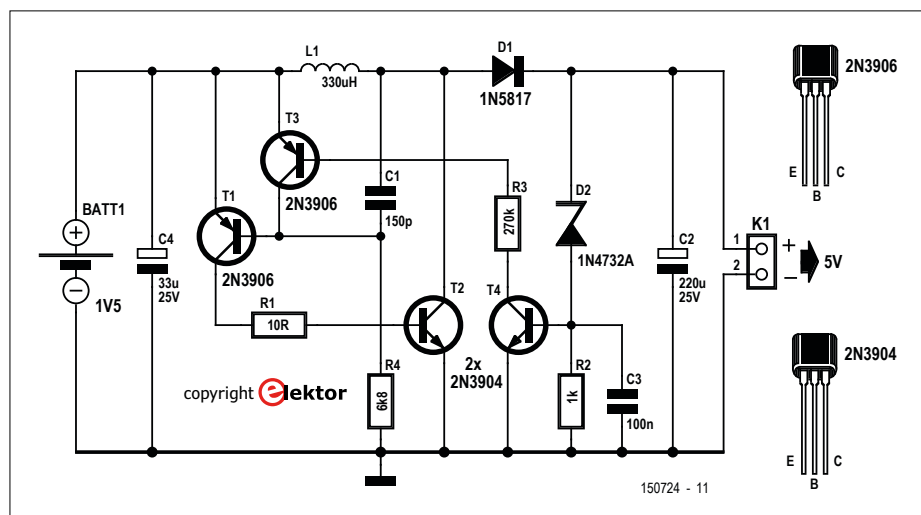 L1
330uH
D1
1N5817
2N3906
E
B
C
T3
2N3906
C1
150p
R3
270k
D2
1N4732A
T1
2N3906
BATT1
1V5
C4
33u
25V
C2
220u
25V
K1
1
2
+
−
5V
R1
10R
T2
T4
2x
2N3904
R4
6k8
R2
1k
C3
100n
2N3904
E
B
C
copyright elektor
150724 - 11